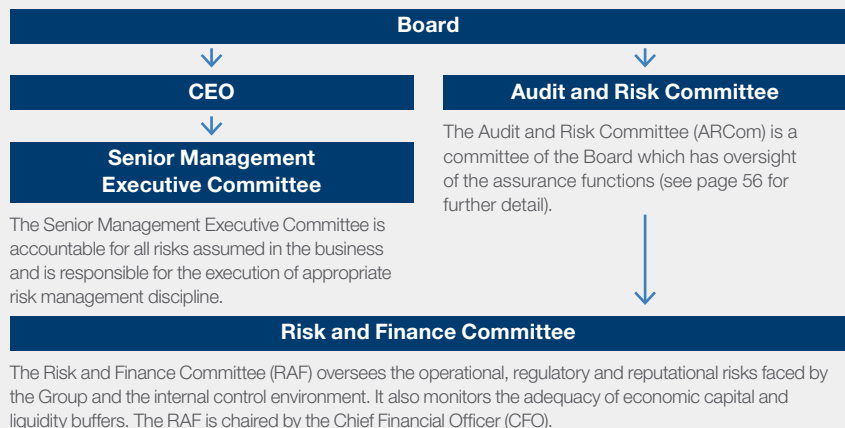 Board
CEO
Senior Management
Executive Committee
The Senior Management Executive Committee is
accountable for all risks assumed in the business
and is responsible for the execution of appropriate
risk management discipline.
Audit and Risk Committee
The Audit and Risk Committee (ARCom) is a
committee of the Board which has oversight
of the assurance functions (see page 56 for
further detail).
Risk and Finance Committee
The Risk and Finance Committee (RAF) oversees the operational, regulatory and reputational risks faced by
the Group and the internal control environment. It also monitors the adequacy of economic capital and
liquidity buffers. The RAF is chaired by the Chief Financial Officer (CFO).